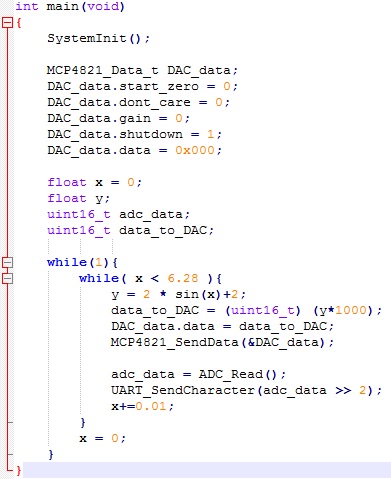 int main(void)
{
SystemInit();
MCP4821_Data_t DAC_data;
DAC_data.start_zero = 0;
DAC_data.dont_care = 0;
DAC_data.gain = 0;
DAC_data.shutdown = 1;
DAC_data.data = 0x000;
float x = 0;
float y;
uint16_t adc_data;
uint16_t data_to_DAC;
while(1){
while( x < 6.28 ){
y = 2 * sin(x)+2;
data_to_DAC = (uint16_t) (y*1000);
DAC_data.data = data_to_DAC;
MCP4821_SendData(&DAC_data);
adc_data = ADC_Read();
UART_SendCharacter(adc_data >> 2);
x+=0.01;
}
x = 0;
}
}